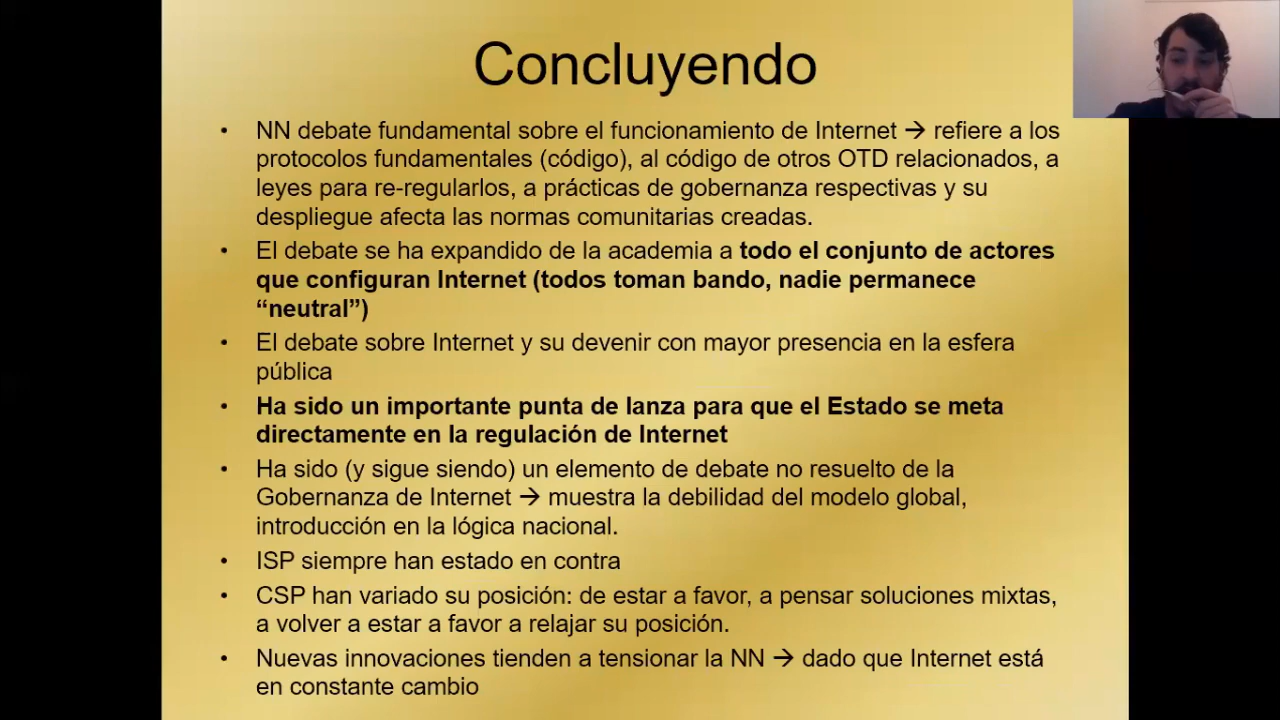 Concluyendo
• NN debate fundamental sobre el funcionamiento de Internet → refiere a los
protocolos fundamentales (código), al código de otros OTD relacionados, a
leyes para re-regularlos, a prácticas de gobernanza respectivas y su
despliegue afecta las normas comunitarias creadas.
• El debate se ha expandido de la academia a todo el conjunto de actores
que configuran Internet (todos toman bando, nadie permanece
“neutral”)
• El debate sobre Internet y su devenir con mayor presencia en la esfera
pública
• Ha sido un importante punta de lanza para que el Estado se meta
directamente en la regulación de Internet
• Ha sido (y sigue siendo) un elemento de debate no resuelto de la
Gobernanza de Internet → muestra la debilidad del modelo global,
introducción en la lógica nacional.
• ISP siempre han estado en contra
• CSP han variado su posición: de estar a favor, a pensar soluciones mixtas,
a volver a estar a favor a relajar su posición.
• Nuevas innovaciones tienden a tensionar la NN → dado que Internet está
en constante cambio